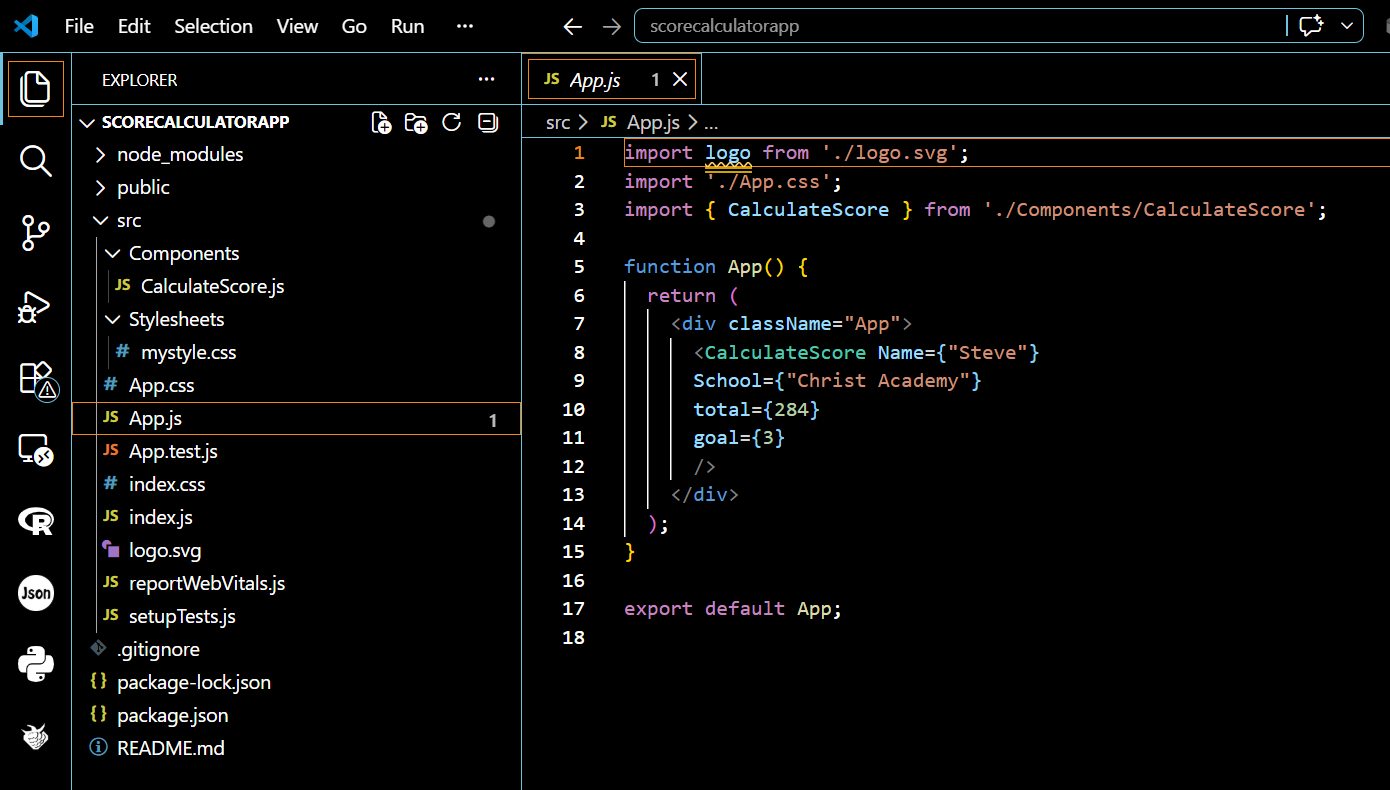 File Edit Selection View Go Run ... scorecalculatorapp
EXPLORER ...
SCORECALCULATORAPP
node_modules
public
src
Components
JS CalculateScore.js
Stylesheets
# mystyle.css
# App.css
JS App.js 1
JS App.test.js
# index.css
JS index.js
logo.svg
JS reportWebVitals.js
JS setupTests.js
.gitignore
{} package-lock.json
{} package.json
README.md
R
Json
JS App.js 1
src > JS App.js > ...
1 import logo from './logo.svg';
2 import './App.css';
3 import { CalculateScore } from './Components/CalculateScore';
4
5 function App() {
6   return (
7     <div className="App">
8       <CalculateScore Name={"Steve"}
9       School={"Christ Academy"}
10       total={284}
11       goal={3}
12       />
13     </div>
14   );
15 }
16
17 export default App;
18